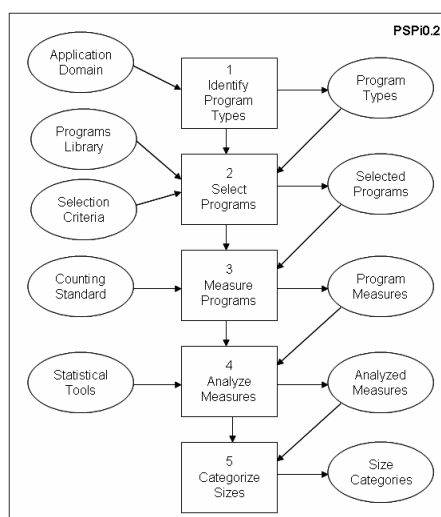 PSPi0.2
Application
Domain
1
Identify
Program
Types
Program
Types
Programs
Library
2
Select
Programs
Selected
Programs
Selection
Criteria
Counting
Standard
3
Measure
Programs
Program
Measures
Statistical
Tools
4
Analyze
Measures
Analyzed
Measures
5
Categorize
Sizes
Size
Categories